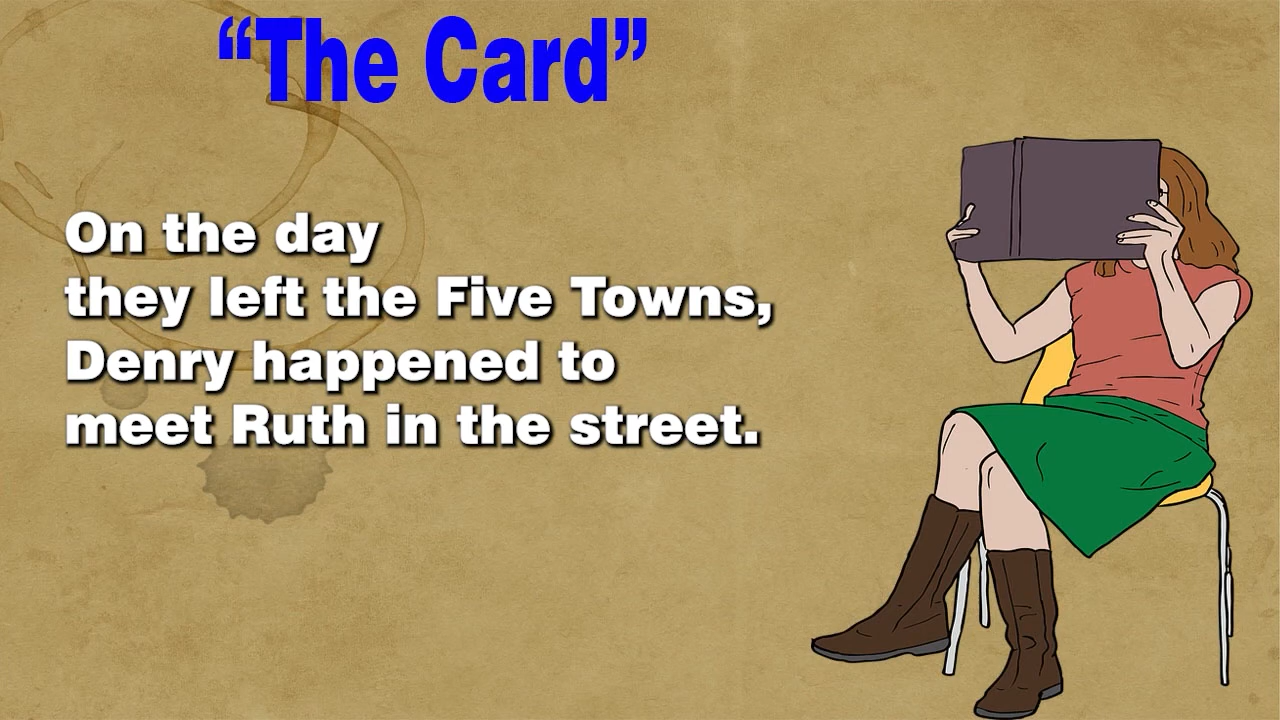 “The Card”
On the day
they left the Five Towns,
Denry happened to
meet Ruth in the street.